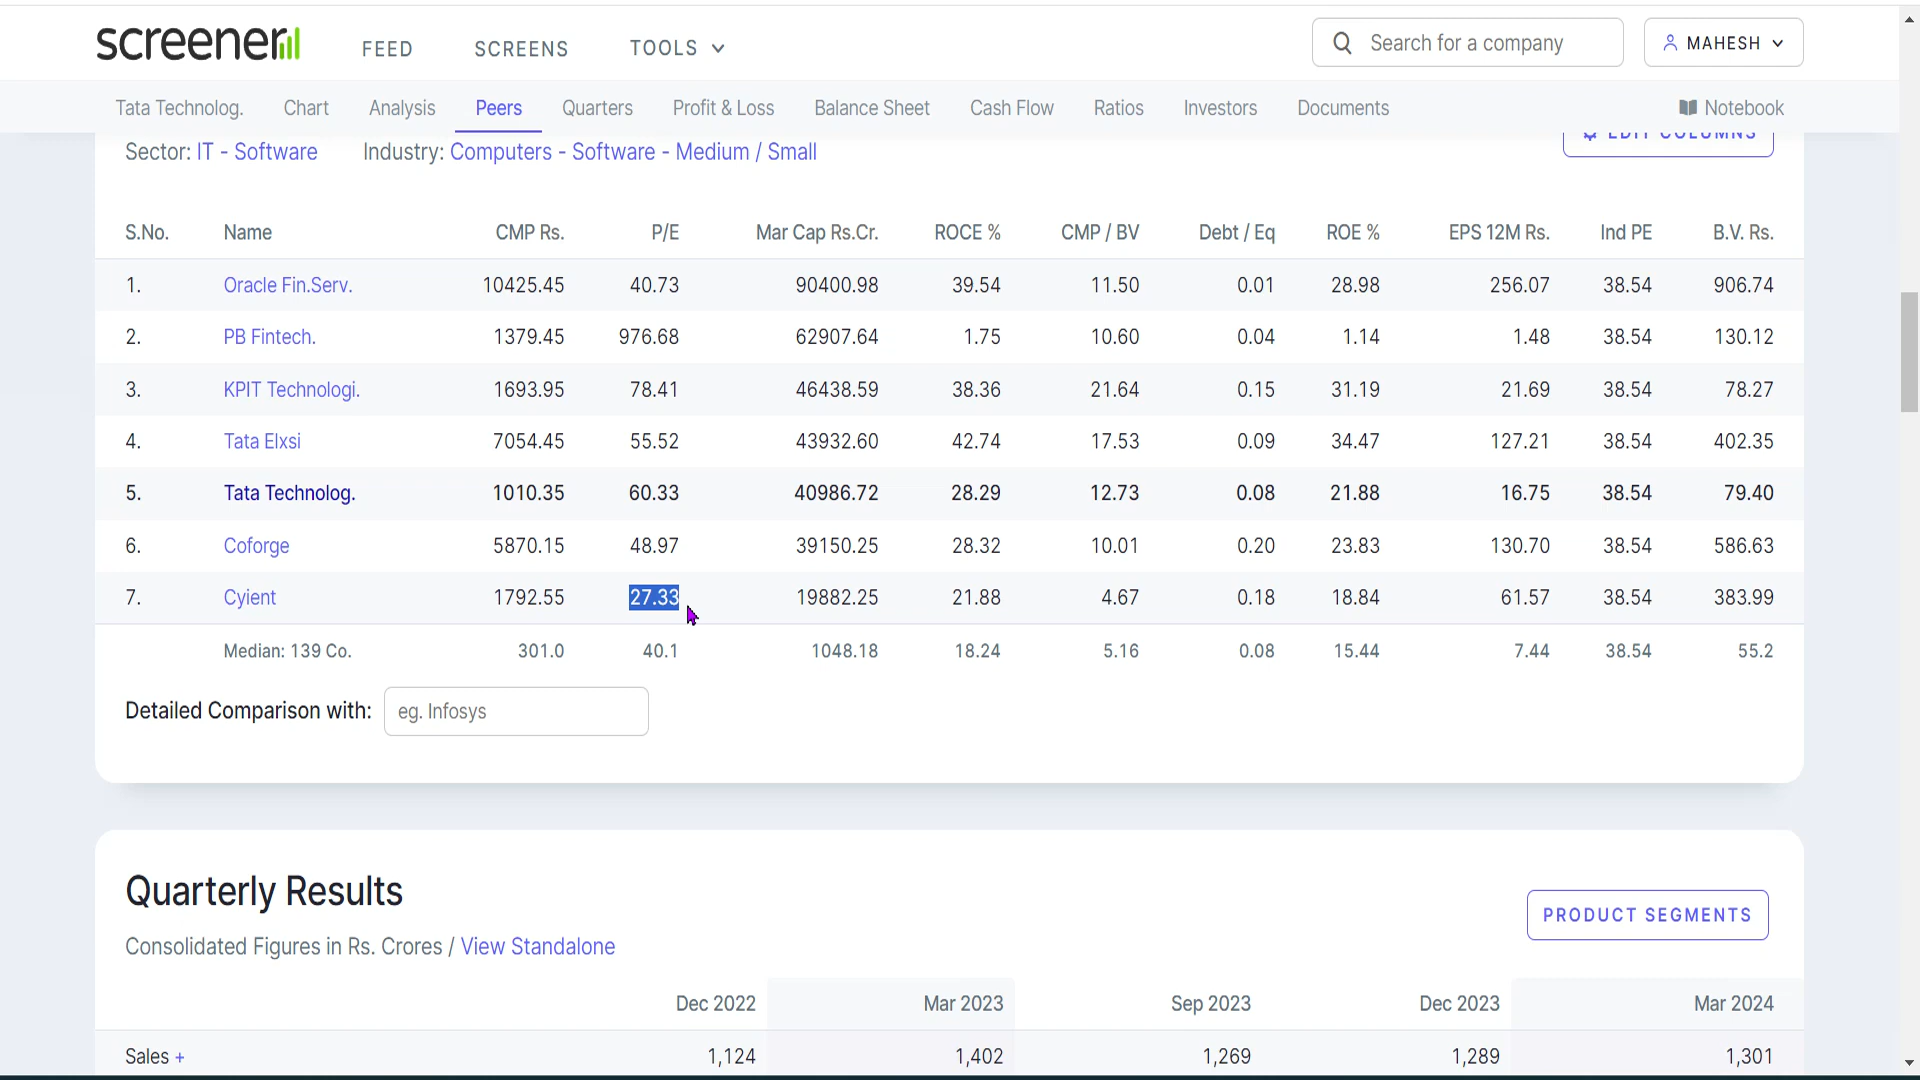 screener
FEED SCREENS TOOLS
Search for a company
MAHESH
Tata Technolog. Chart Analysis Peers Quarters Profit & Loss Balance Sheet Cash Flow Ratios Investors Documents Notebook
Sector: IT - Software Industry: Computers - Software - Medium / Small
EDIT COLUMNS
S.No. Name CMP Rs. P/E Mar Cap Rs.Cr. ROCE % CMP / BV Debt / Eq ROE % EPS 12M Rs. Ind PE B.V. Rs.
1. Oracle Fin.Serv. 10425.45 40.73 90400.98 39.54 11.50 0.01 28.98 256.07 38.54 906.74
2. PB Fintech. 1379.45 976.68 62907.64 1.75 10.60 0.04 1.14 1.48 38.54 130.12
3. KPIT Technologi. 1693.95 78.41 46438.59 38.36 21.64 0.15 31.19 21.69 38.54 78.27
4. Tata Elxsi 7054.45 55.52 43932.60 42.74 17.53 0.09 34.47 127.21 38.54 402.35
5. Tata Technolog. 1010.35 60.33 40986.72 28.29 12.73 0.08 21.88 16.75 38.54 79.40
6. Coforge 5870.15 48.97 39150.25 28.32 10.01 0.20 23.83 130.70 38.54 586.63
7. Cyient 1792.55 27.33 19882.25 21.88 4.67 0.18 18.84 61.57 38.54 383.99
Median: 139 Co. 301.0 40.1 1048.18 18.24 5.16 0.08 15.44 7.44 38.54 55.2
Detailed Comparison with: eg. Infosys
Quarterly Results
PRODUCT SEGMENTS
Consolidated Figures in Rs. Crores / View Standalone
Dec 2022 Mar 2023 Sep 2023 Dec 2023 Mar 2024
Sales + 1,124 1,402 1,269 1,289 1,301